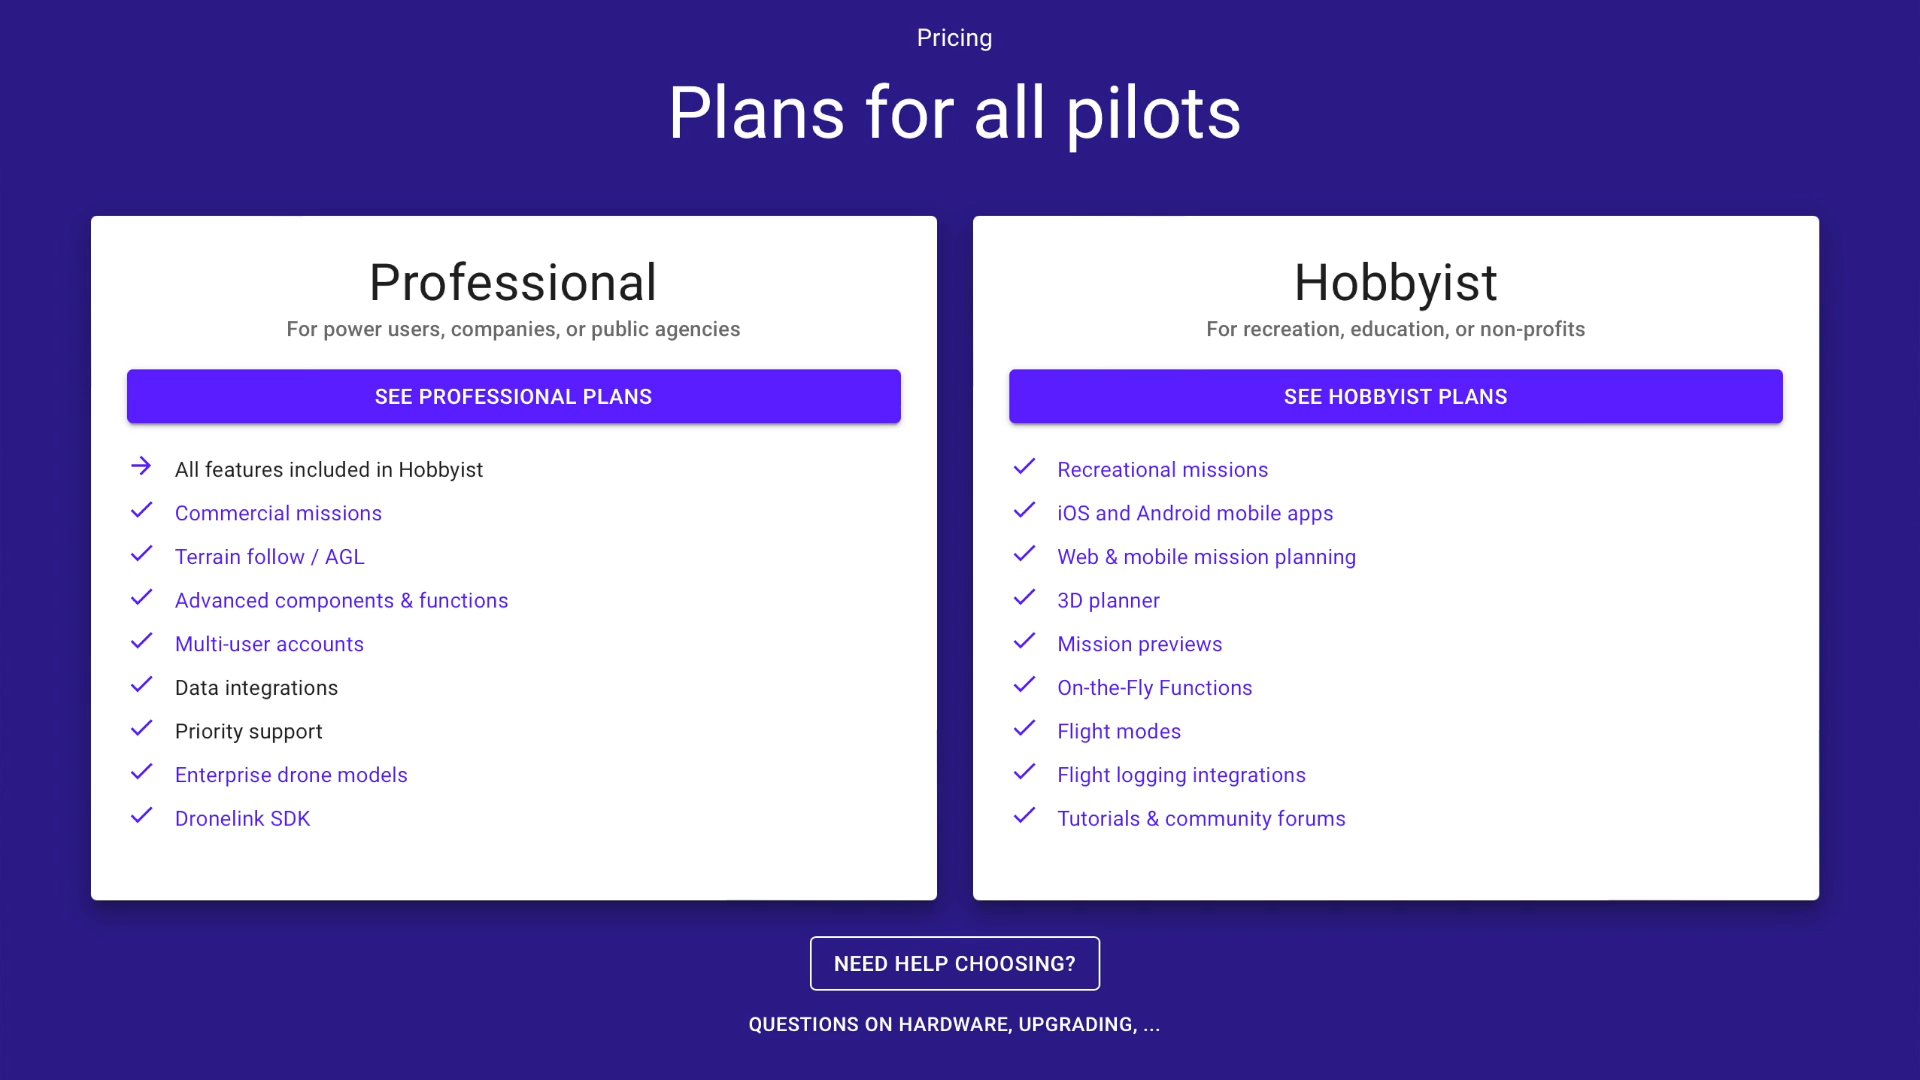 Pricing
Plans for all pilots
Professional
For power users, companies, or public agencies
SEE PROFESSIONAL PLANS
All features included in Hobbyist
Commercial missions
Terrain follow / AGL
Advanced components & functions
Multi-user accounts
Data integrations
Priority support
Enterprise drone models
Dronelink SDK
Hobbyist
For recreation, education, or non-profits
SEE HOBBYIST PLANS
Recreational missions
iOS and Android mobile apps
Web & mobile mission planning
3D planner
Mission previews
On-the-Fly Functions
Flight modes
Flight logging integrations
Tutorials & community forums
NEED HELP CHOOSING?
QUESTIONS ON HARDWARE, UPGRADING, ...